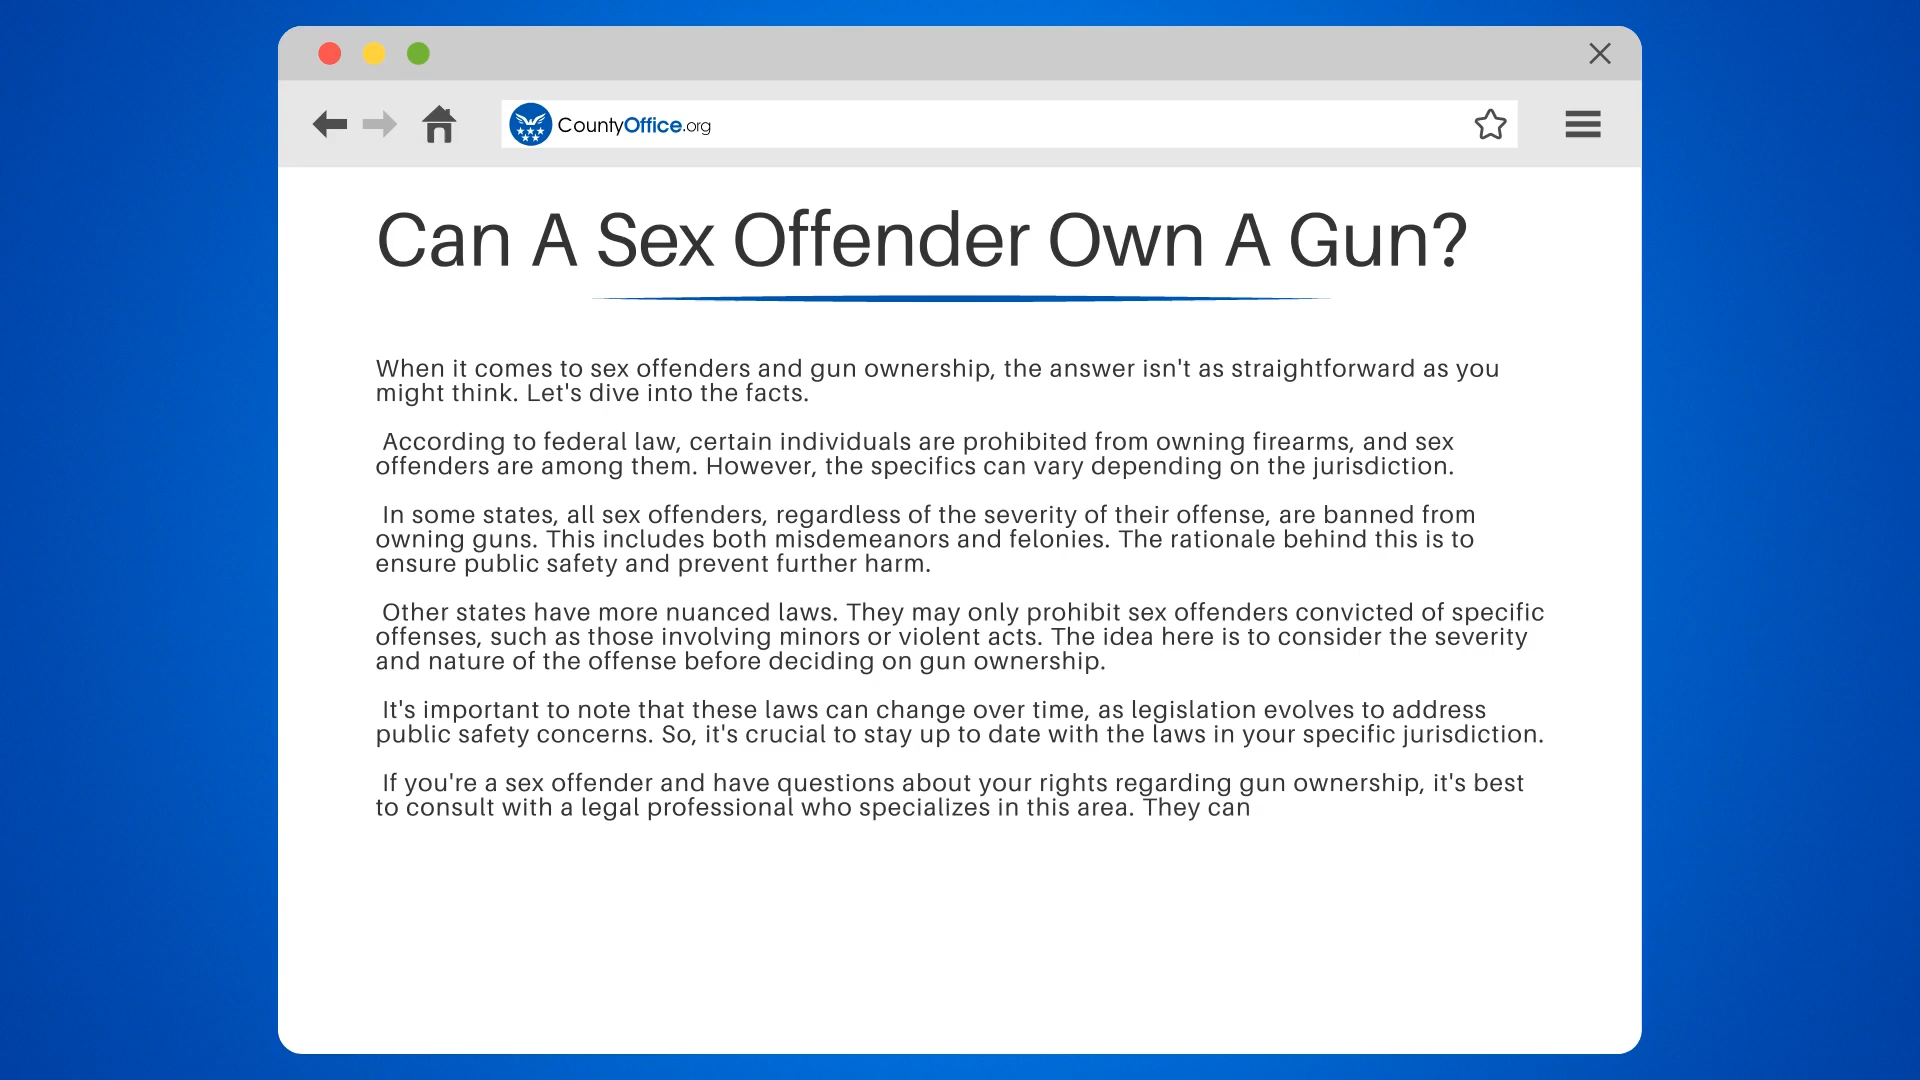 CountyOffice.org
Can A Sex Offender Own A Gun?
When it comes to sex offenders and gun ownership, the answer isn't as straightforward as you
might think. Let's dive into the facts.
According to federal law, certain individuals are prohibited from owning firearms, and sex
offenders are among them. However, the specifics can vary depending on the jurisdiction.
In some states, all sex offenders, regardless of the severity of their offense, are banned from
owning guns. This includes both misdemeanors and felonies. The rationale behind this is to
ensure public safety and prevent further harm.
Other states have more nuanced laws. They may only prohibit sex offenders convicted of specific
offenses, such as those involving minors or violent acts. The idea here is to consider the severity
and nature of the offense before deciding on gun ownership.
It's important to note that these laws can change over time, as legislation evolves to address
public safety concerns. So, it's crucial to stay up to date with the laws in your specific jurisdiction.
If you're a sex offender and have questions about your rights regarding gun ownership, it's best
to consult with a legal professional who specializes in this area. They can